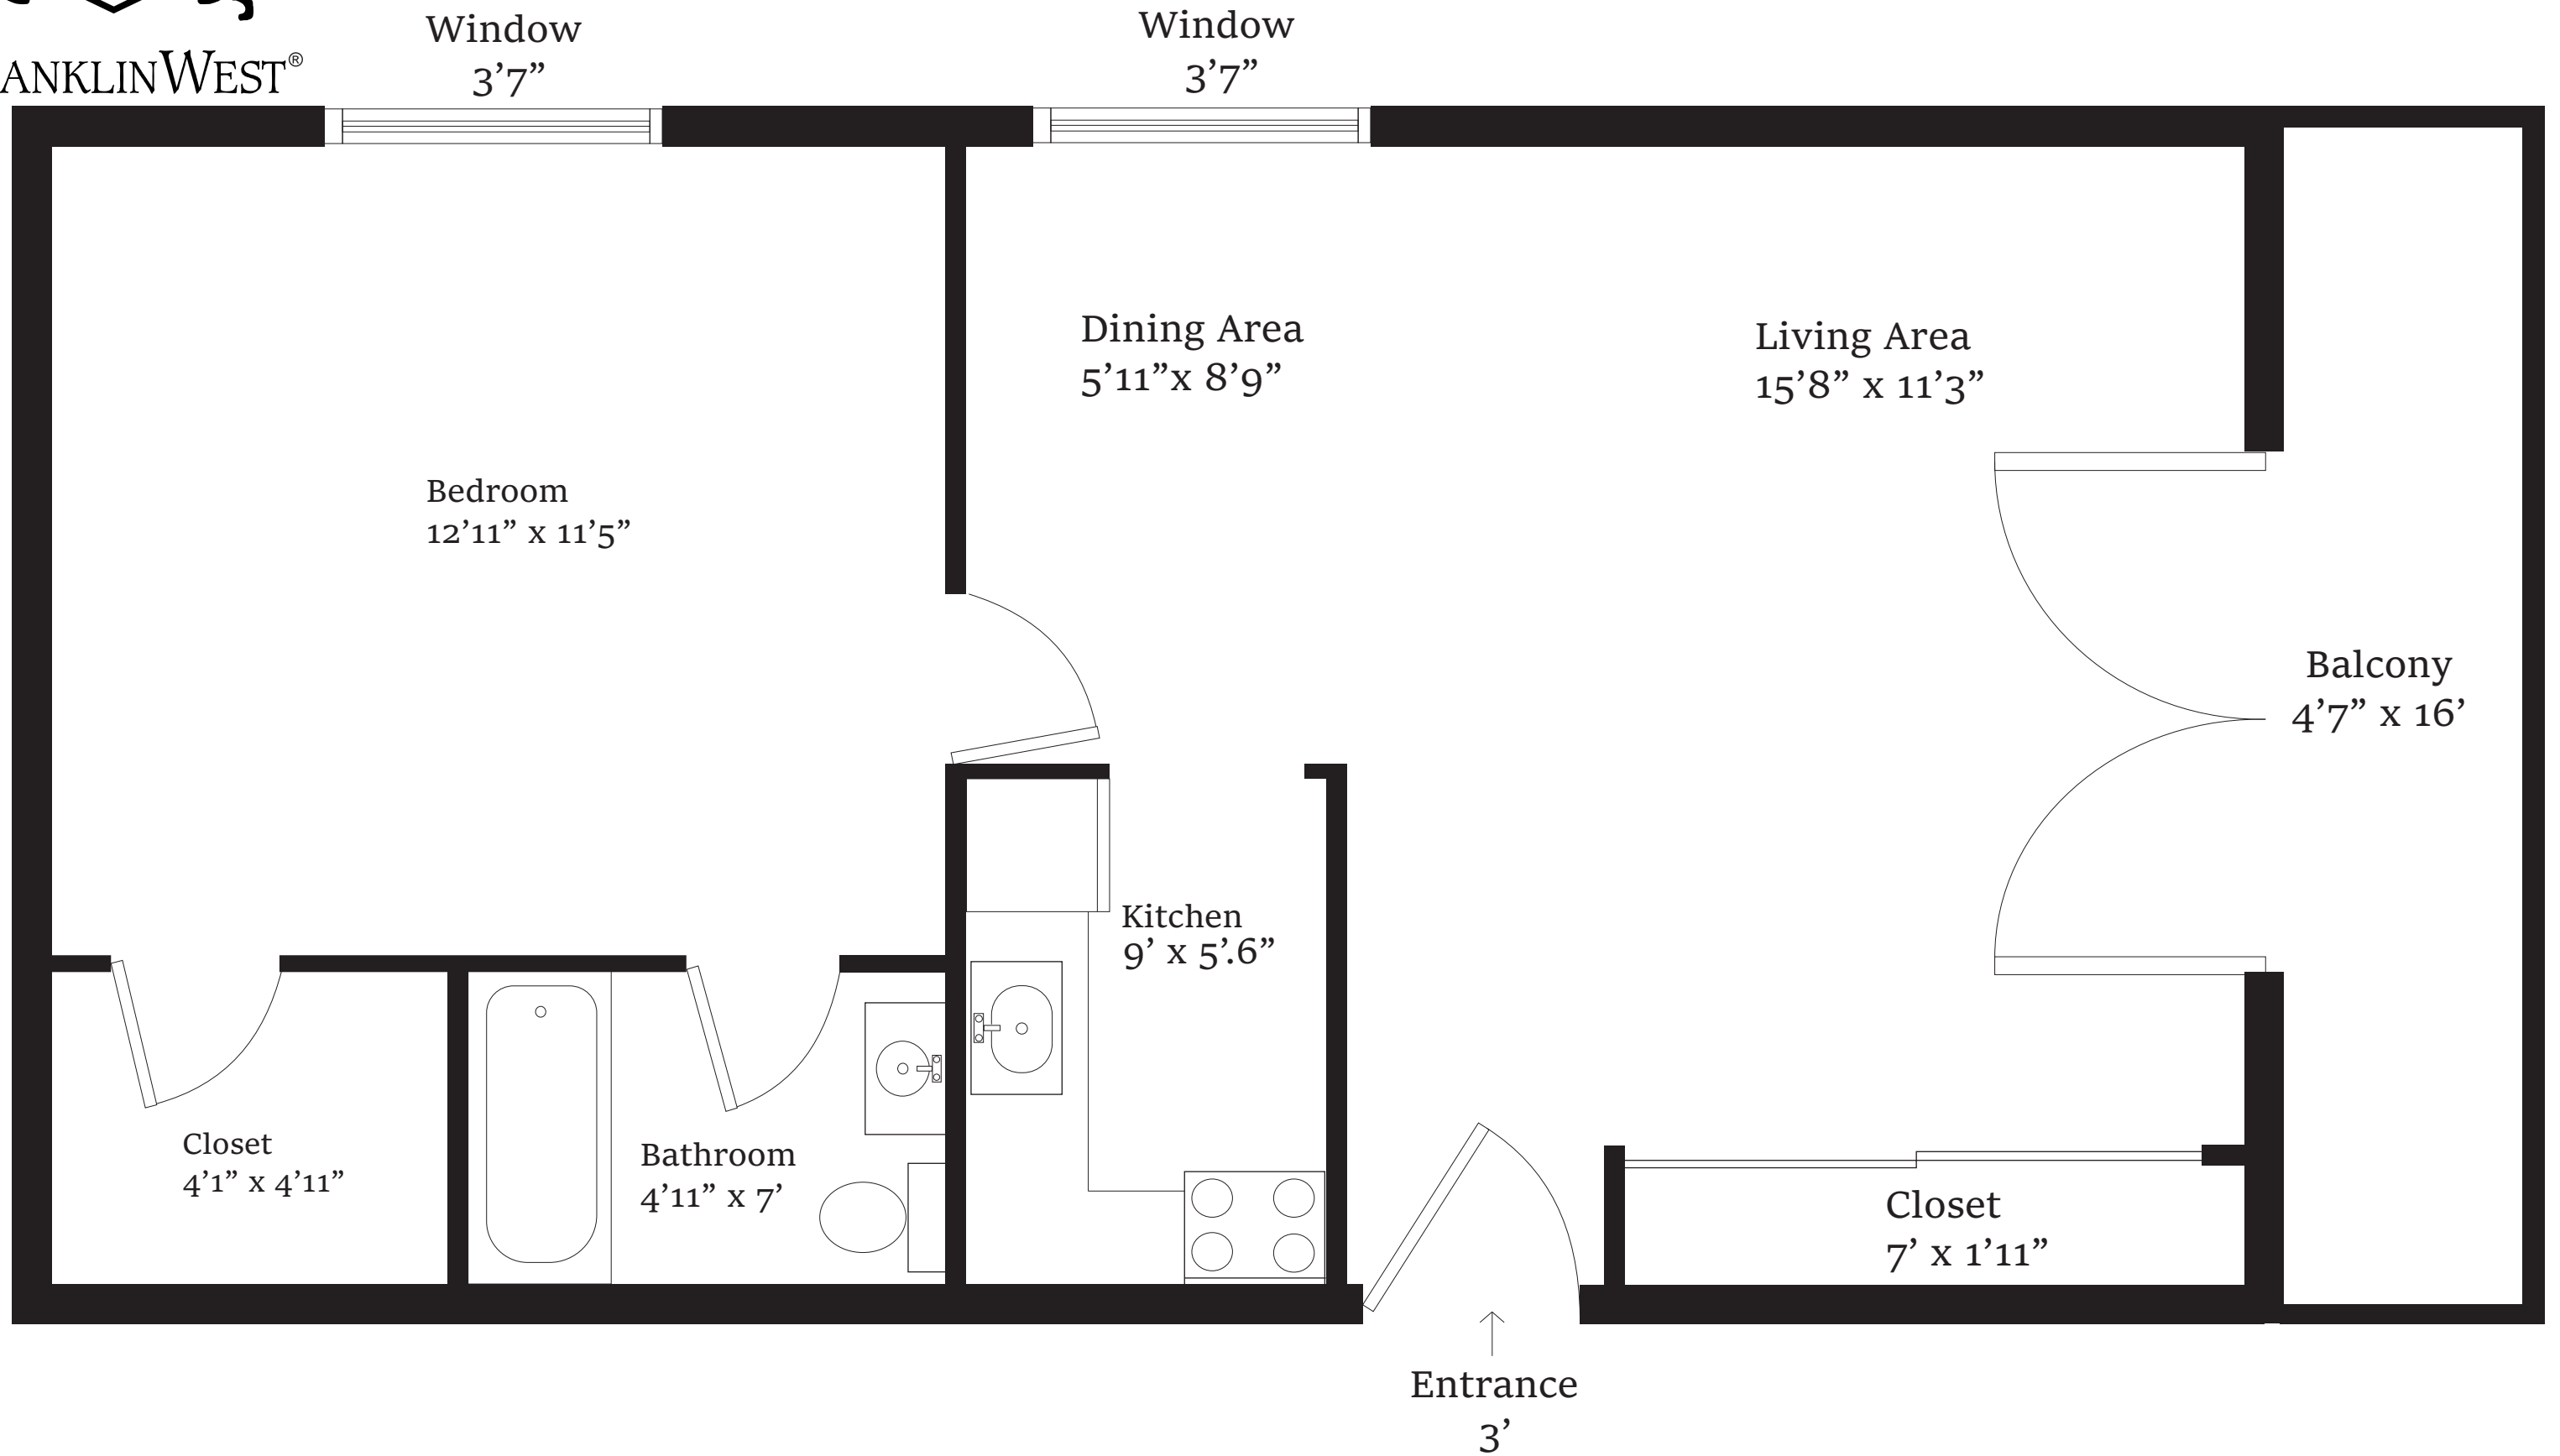 ANKLINWEST®
Window
3’7”
Window
3’7”
Dining Area
5’11”x 8’9”
Living Area
15’8” x 11’3”
Bedroom
12’11” x 11’5”
Balcony
4’7” x 16’
Kitchen
9’ x 5’.6”
Closet
4’1” x 4’11”
Bathroom
4’11” x 7’
Closet
7’ x 1’11”
Entrance
3’